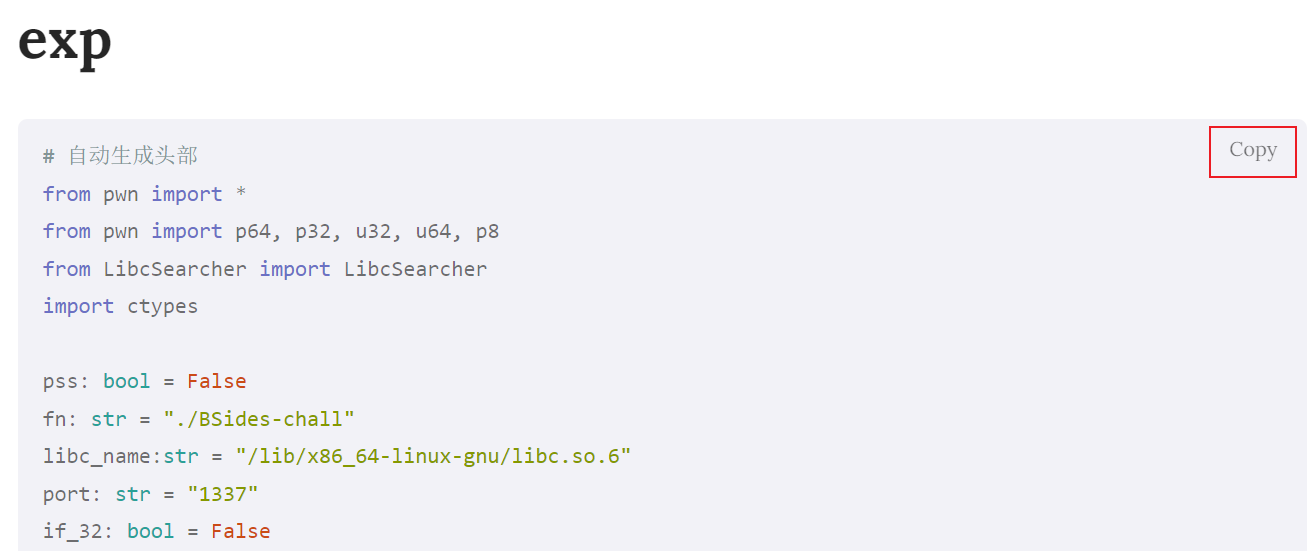 exp
Copy
# 自动生成头部
from pwn import *
from pwn import p64, p32, u32, u64, p8
from LibcSearcher import LibcSearcher
import ctypes
pss: bool = False
fn: str = "./BSides-chall"
libc_name:str = "/lib/x86_64-linux-gnu/libc.so.6"
port: str = "1337"
if_32: bool = False